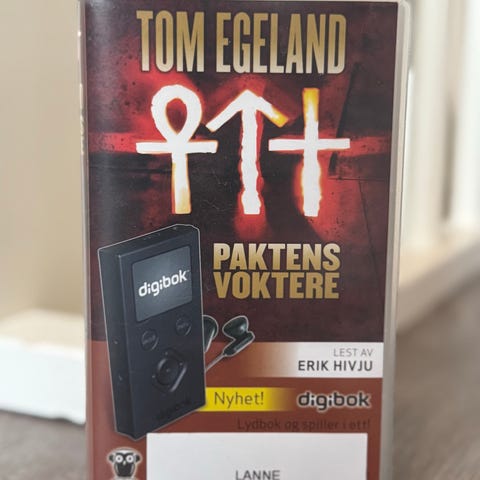 TOM EGELAND
PAKTENS
VOKTERE
digibok
LEST AV
ERIK HIVJU
Nyhet!
digibok
Lydbok og spiller i ett!
LANNE